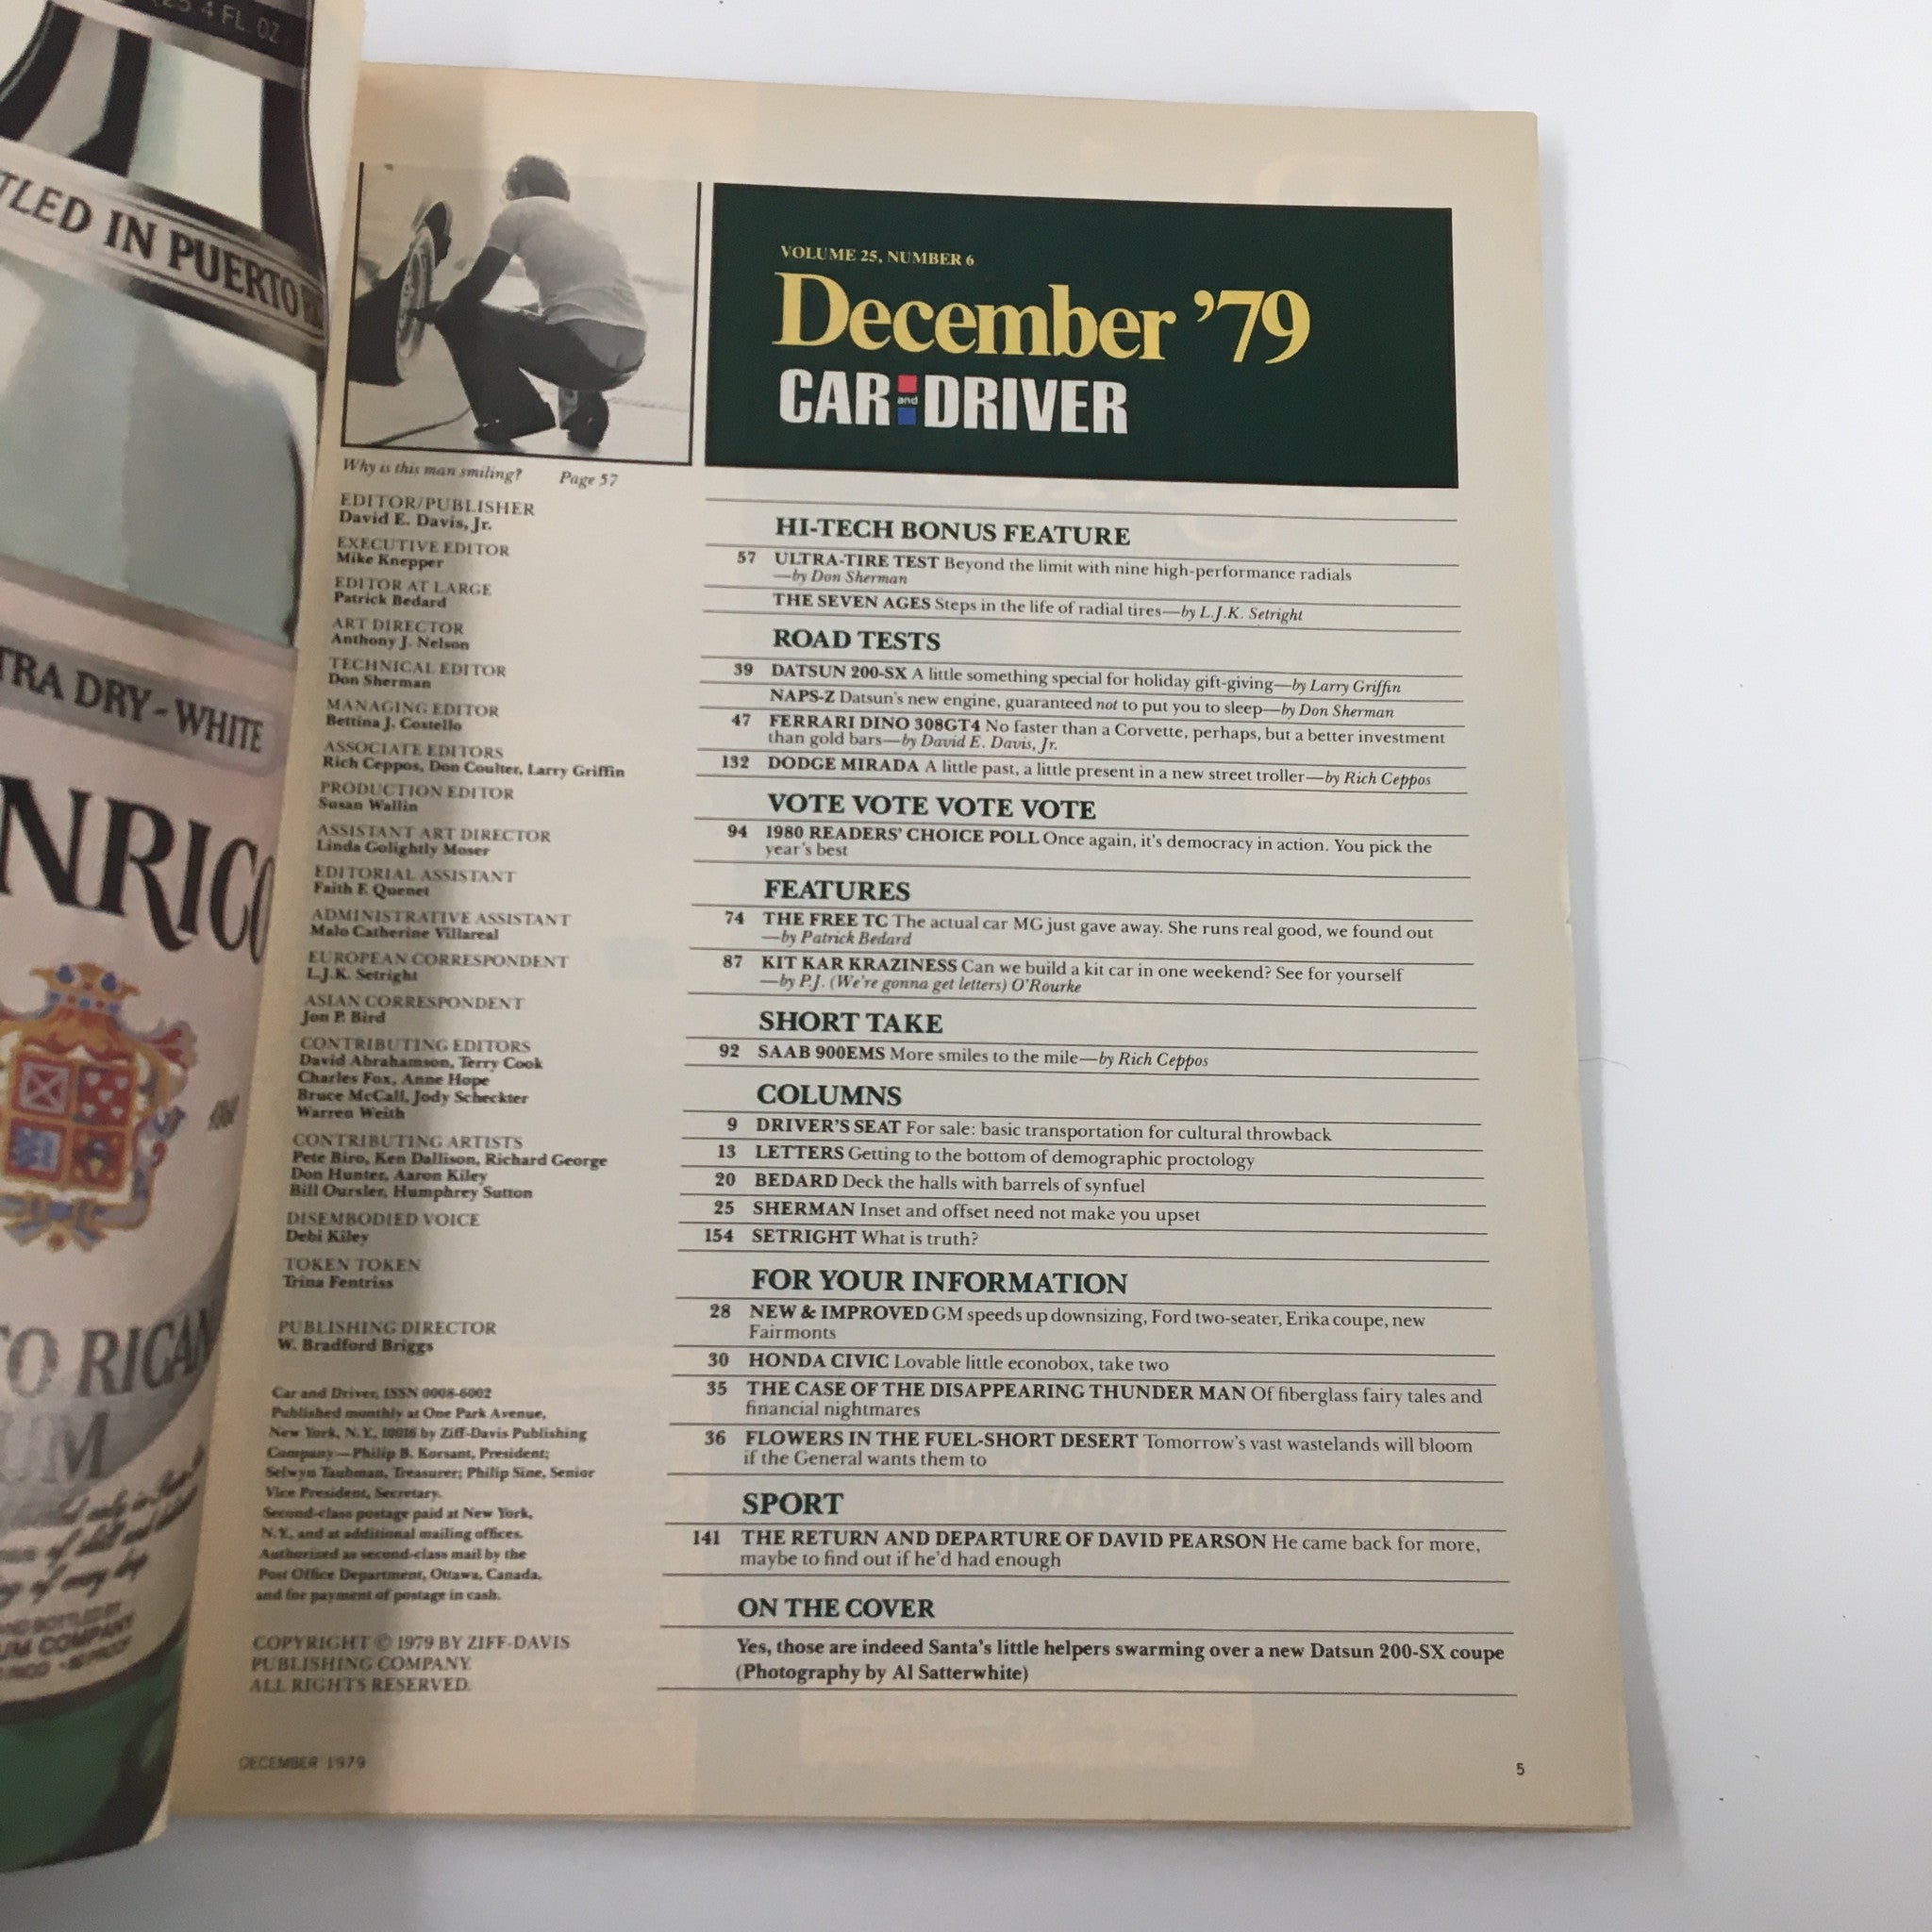 25.4 FL. OZ.
TLED IN PUERTO
TRA DRY - WHITE
NRICO
1861
TO RICAN
UM
UM COMPANY
VOLUME 25, NUMBER 6
December ’79
CAR and DRIVER
Why is this man smiling? Page 57
EDITOR/PUBLISHER
David E. Davis, Jr.
EXECUTIVE EDITOR
Mike Knepper
EDITOR AT LARGE
Patrick Bedard
ART DIRECTOR
Anthony J. Nelson
TECHNICAL EDITOR
Don Sherman
MANAGING EDITOR
Bettina J. Costello
ASSOCIATE EDITORS
Rich Ceppos, Don Coulter, Larry Griffin
PRODUCTION EDITOR
Susan Wallin
ASSISTANT ART DIRECTOR
Linda Golightly Moser
EDITORIAL ASSISTANT
Faith F. Quenet
ADMINISTRATIVE ASSISTANT
Malo Catherine Villareal
EUROPEAN CORRESPONDENT
L.J.K. Setright
ASIAN CORRESPONDENT
Jon P. Bird
CONTRIBUTING EDITORS
David Abrahamson, Terry Cook
Charles Fox, Anne Hope
Bruce McCall, Jody Scheckter
Warren Weith
CONTRIBUTING ARTISTS
Pete Biro, Ken Dallison, Richard George
Don Hunter, Aaron Kiley
Bill Oursler, Humphrey Sutton
DISEMBODIED VOICE
Debi Kiley
TOKEN TOKEN
Trina Fentriss
PUBLISHING DIRECTOR
W. Bradford Briggs
Car and Driver, ISSN 0008-6002
Published monthly at One Park Avenue,
New York, N.Y., 10016 by Ziff-Davis Publishing
Company—Philip B. Korsant, President;
Selwyn Taubman, Treasurer; Philip Sine, Senior
Vice President, Secretary.
Second-class postage paid at New York,
N.Y., and at additional mailing offices.
Authorized as second-class mail by the
Post Office Department, Ottawa, Canada,
and for payment of postage in cash.
COPYRIGHT © 1979 BY ZIFF-DAVIS
PUBLISHING COMPANY.
ALL RIGHTS RESERVED.
HI-TECH BONUS FEATURE
57 ULTRA-TIRE TEST Beyond the limit with nine high-performance radials
—by Don Sherman
THE SEVEN AGES Steps in the life of radial tires—by L.J.K. Setright
ROAD TESTS
39 DATSUN 200-SX A little something special for holiday gift-giving—by Larry Griffin
NAPS-Z Datsun's new engine, guaranteed not to put you to sleep—by Don Sherman
47 FERRARI DINO 308GT4 No faster than a Corvette, perhaps, but a better investment
than gold bars—by David E. Davis, Jr.
132 DODGE MIRADA A little past, a little present in a new street troller—by Rich Ceppos
VOTE VOTE VOTE VOTE
94 1980 READERS' CHOICE POLL Once again, it's democracy in action. You pick the
year's best
FEATURES
74 THE FREE TC The actual car MG just gave away. She runs real good, we found out
—by Patrick Bedard
87 KIT KAR KRAZINESS Can we build a kit car in one weekend? See for yourself
—by P.J. (We're gonna get letters) O'Rourke
SHORT TAKE
92 SAAB 900EMS More smiles to the mile—by Rich Ceppos
COLUMNS
9 DRIVER'S SEAT For sale: basic transportation for cultural throwback
13 LETTERS Getting to the bottom of demographic proctology
20 BEDARD Deck the halls with barrels of synfuel
25 SHERMAN Inset and offset need not make you upset
154 SETRIGHT What is truth?
FOR YOUR INFORMATION
28 NEW & IMPROVED GM speeds up downsizing, Ford two-seater, Erika coupe, new
Fairmonts
30 HONDA CIVIC Lovable little econobox, take two
35 THE CASE OF THE DISAPPEARING THUNDER MAN Of fiberglass fairy tales and
financial nightmares
36 FLOWERS IN THE FUEL-SHORT DESERT Tomorrow's vast wastelands will bloom
if the General wants them to
SPORT
141 THE RETURN AND DEPARTURE OF DAVID PEARSON He came back for more,
maybe to find out if he'd had enough
ON THE COVER
Yes, those are indeed Santa's little helpers swarming over a new Datsun 200-SX coupe
(Photography by Al Satterwhite)
DECEMBER 1979
5